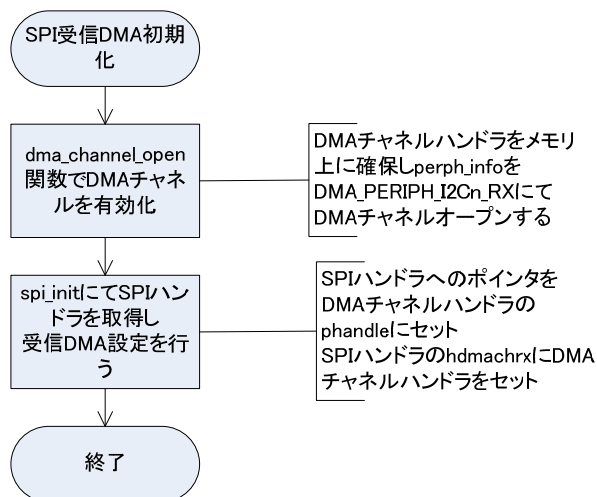 SPI受信DMA初期
化
dma_channel_open
関数でDMAチャネ
ルを有効化
DMAチャネルハンドラをメモリ
上に確保しperph_infoを
DMA_PERIPH_I2Cn_RXにて
DMAチャネルオープンする
spi_initにてSPIハン
ドラを取得し
受信DMA設定を行
う
SPIハンドラへのポインタを
DMAチャネルハンドラの
phandleにセット
SPIハンドラのhdmachrxにDMA
チャネルハンドラをセット
終了